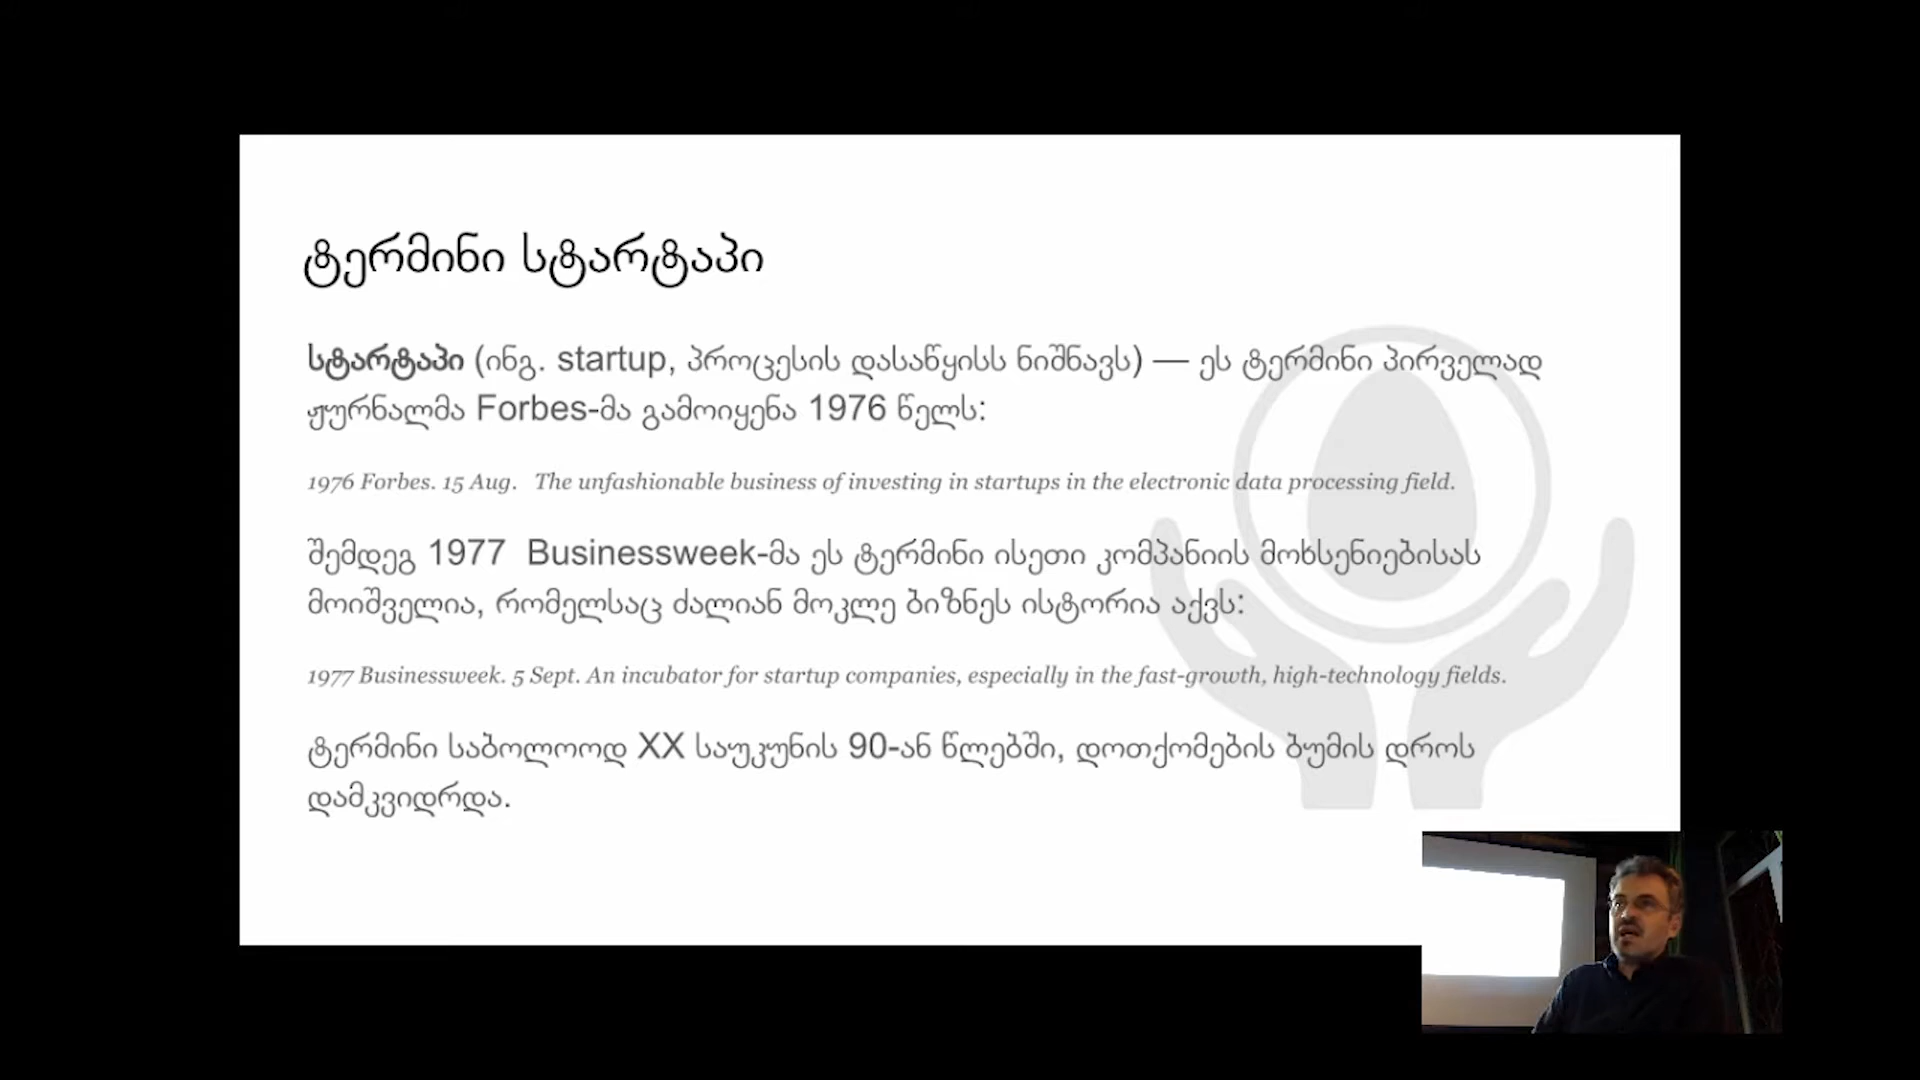 ტერმინი სტარტაპი
სტარტაპი (ინგ. startup, პროცესის დასაწყისს ნიშნავს) — ეს ტერმინი პირველად
ჟურნალმა Forbes-მა გამოიყენა 1976 წელს:
1976 Forbes. 15 Aug. The unfashionable business of investing in startups in the electronic data processing field.
შემდეგ 1977 Businessweek-მა ეს ტერმინი ისეთი კომპანიის მოხსენიებისას
მოიშველია, რომელსაც ძალიან მოკლე ბიზნეს ისტორია აქვს:
1977 Businessweek. 5 Sept. An incubator for startup companies, especially in the fast-growth, high-technology fields.
ტერმინი საბოლოოდ XX საუკუნის 90-ან წლებში, დოთქომების ბუმის დროს
დამკვიდრდა.